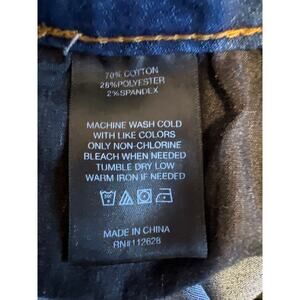 70% COTTON
28%POLYESTER
2%SPANDEX
MACHINE WASH COLD
WITH LIKE COLORS
ONLY NON-CHLORINE
BLEACH WHEN NEEDED
TUMBLE DRY LOW
WARM IRON IF NEEDED
MADE IN CHINA
RN#112628